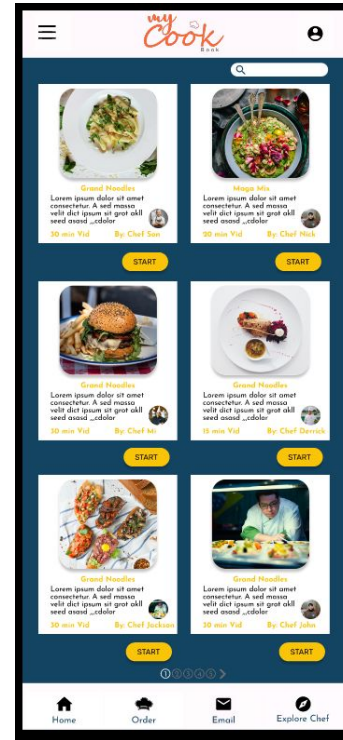 my
Cook
Book
Grand Noodles
Lorem ipsum dolor sit amet
consectetur. A sed massa
velit dict ipsum sit grot akll
seed asasd ,,cdolor
30 min Vid By: Chef San
START
Mago Mix
Lorem ipsum dolor sit amet
consectetur. A sed massa
velit dict ipsum sit grot akll
seed asasd ,,cdolor
20 min Vid By: Chef Nick
START
Grand Noodles
Lorem ipsum dolor sit amet
consectetur. A sed massa
velit dict ipsum sit grot akll
seed asasd ,,cdolor
30 min Vid By: Chef Mi
START
Grand Noodles
Lorem ipsum dolor sit amet
consectetur. A sed massa
velit dict ipsum sit grot akll
seed asasd ,,cdolor
15 min Vid By: Chef Derrick
START
Grand Noodles
Lorem ipsum dolor sit amet
consectetur. A sed massa
velit dict ipsum sit grot akll
seed asasd ,,cdolor
30 min Vid By: Chef Jackson
START
Grand Noodles
Lorem ipsum dolor sit amet
consectetur. A sed massa
velit dict ipsum sit grot akll
seed asasd ,,cdolor
30 min Vid By: Chef John
START
1 2 3 4 5
Home
Order
Email
Explore Chef